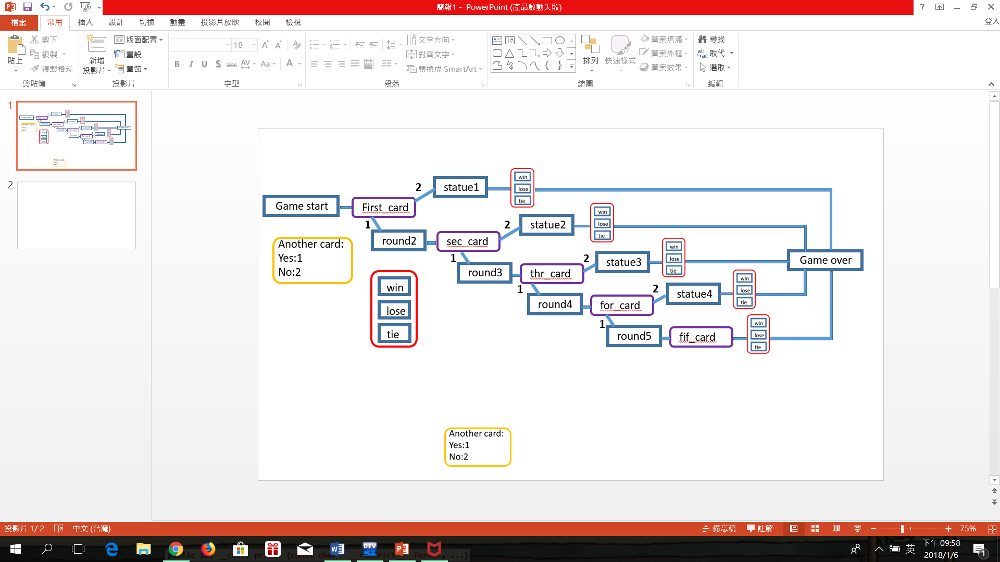 簡報1 - PowerPoint (產品啟動失敗)
檔案
常用
插入
設計
切換
動畫
投影片放映
校閱
檢視
登入
貼上
剪下
複製
複製格式
剪貼簿
新增
投影片
版面配置
重設
章節
投影片
18
B I U S abc AV Aa A
字型
文字方向
對齊文字
轉換成 SmartArt
段落
排列
快速樣式
圖案填滿
圖案外框
圖案效果
繪圖
尋找
取代
選取
編輯
1
2
Game start
First_card
2
statue1
win
lose
tie
1
round2
sec_card
2
statue2
win
lose
tie
1
round3
thr_card
2
statue3
win
lose
tie
1
round4
for_card
2
statue4
win
lose
tie
1
round5
fif_card
win
lose
tie
Game over
Another card:
Yes:1
No:2
win
lose
tie
Another card:
Yes:1
No:2
投影片 1/ 2
中文 (台灣)
備忘稿
註解
75%
DEV
英
下午 09:58
2018/1/6
1